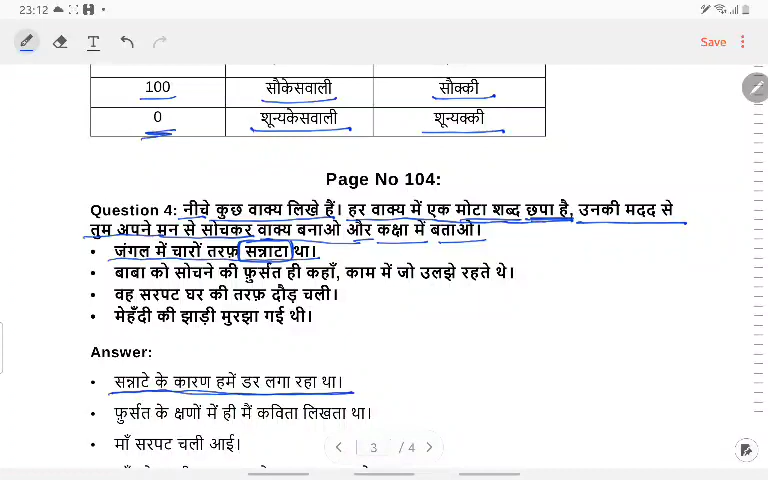 23:12
Save
100 सौकेसवाली सौक्की
0 शून्यकेसवाली शून्यक्की
Page No 104:
Question 4: नीचे कुछ वाक्य लिखे हैं। हर वाक्य में एक मोटा शब्द छपा है, उनकी मदद से
तुम अपने मन से सोचकर वाक्य बनाओ और कक्षा में बताओ।
• जंगल में चारों तरफ़ सन्नाटा था।
• बाबा को सोचने की फ़ुर्सत ही कहाँ, काम में जो उलझे रहते थे।
• वह सरपट घर की तरफ़ दौड़ चली।
• मेहँदी की झाड़ी मुरझा गई थी।
Answer:
• सन्नाटे के कारण हमें डर लगा रहा था।
• फ़ुर्सत के क्षणों में ही मैं कविता लिखता था।
• माँ सरपट चली आई।
3 / 4